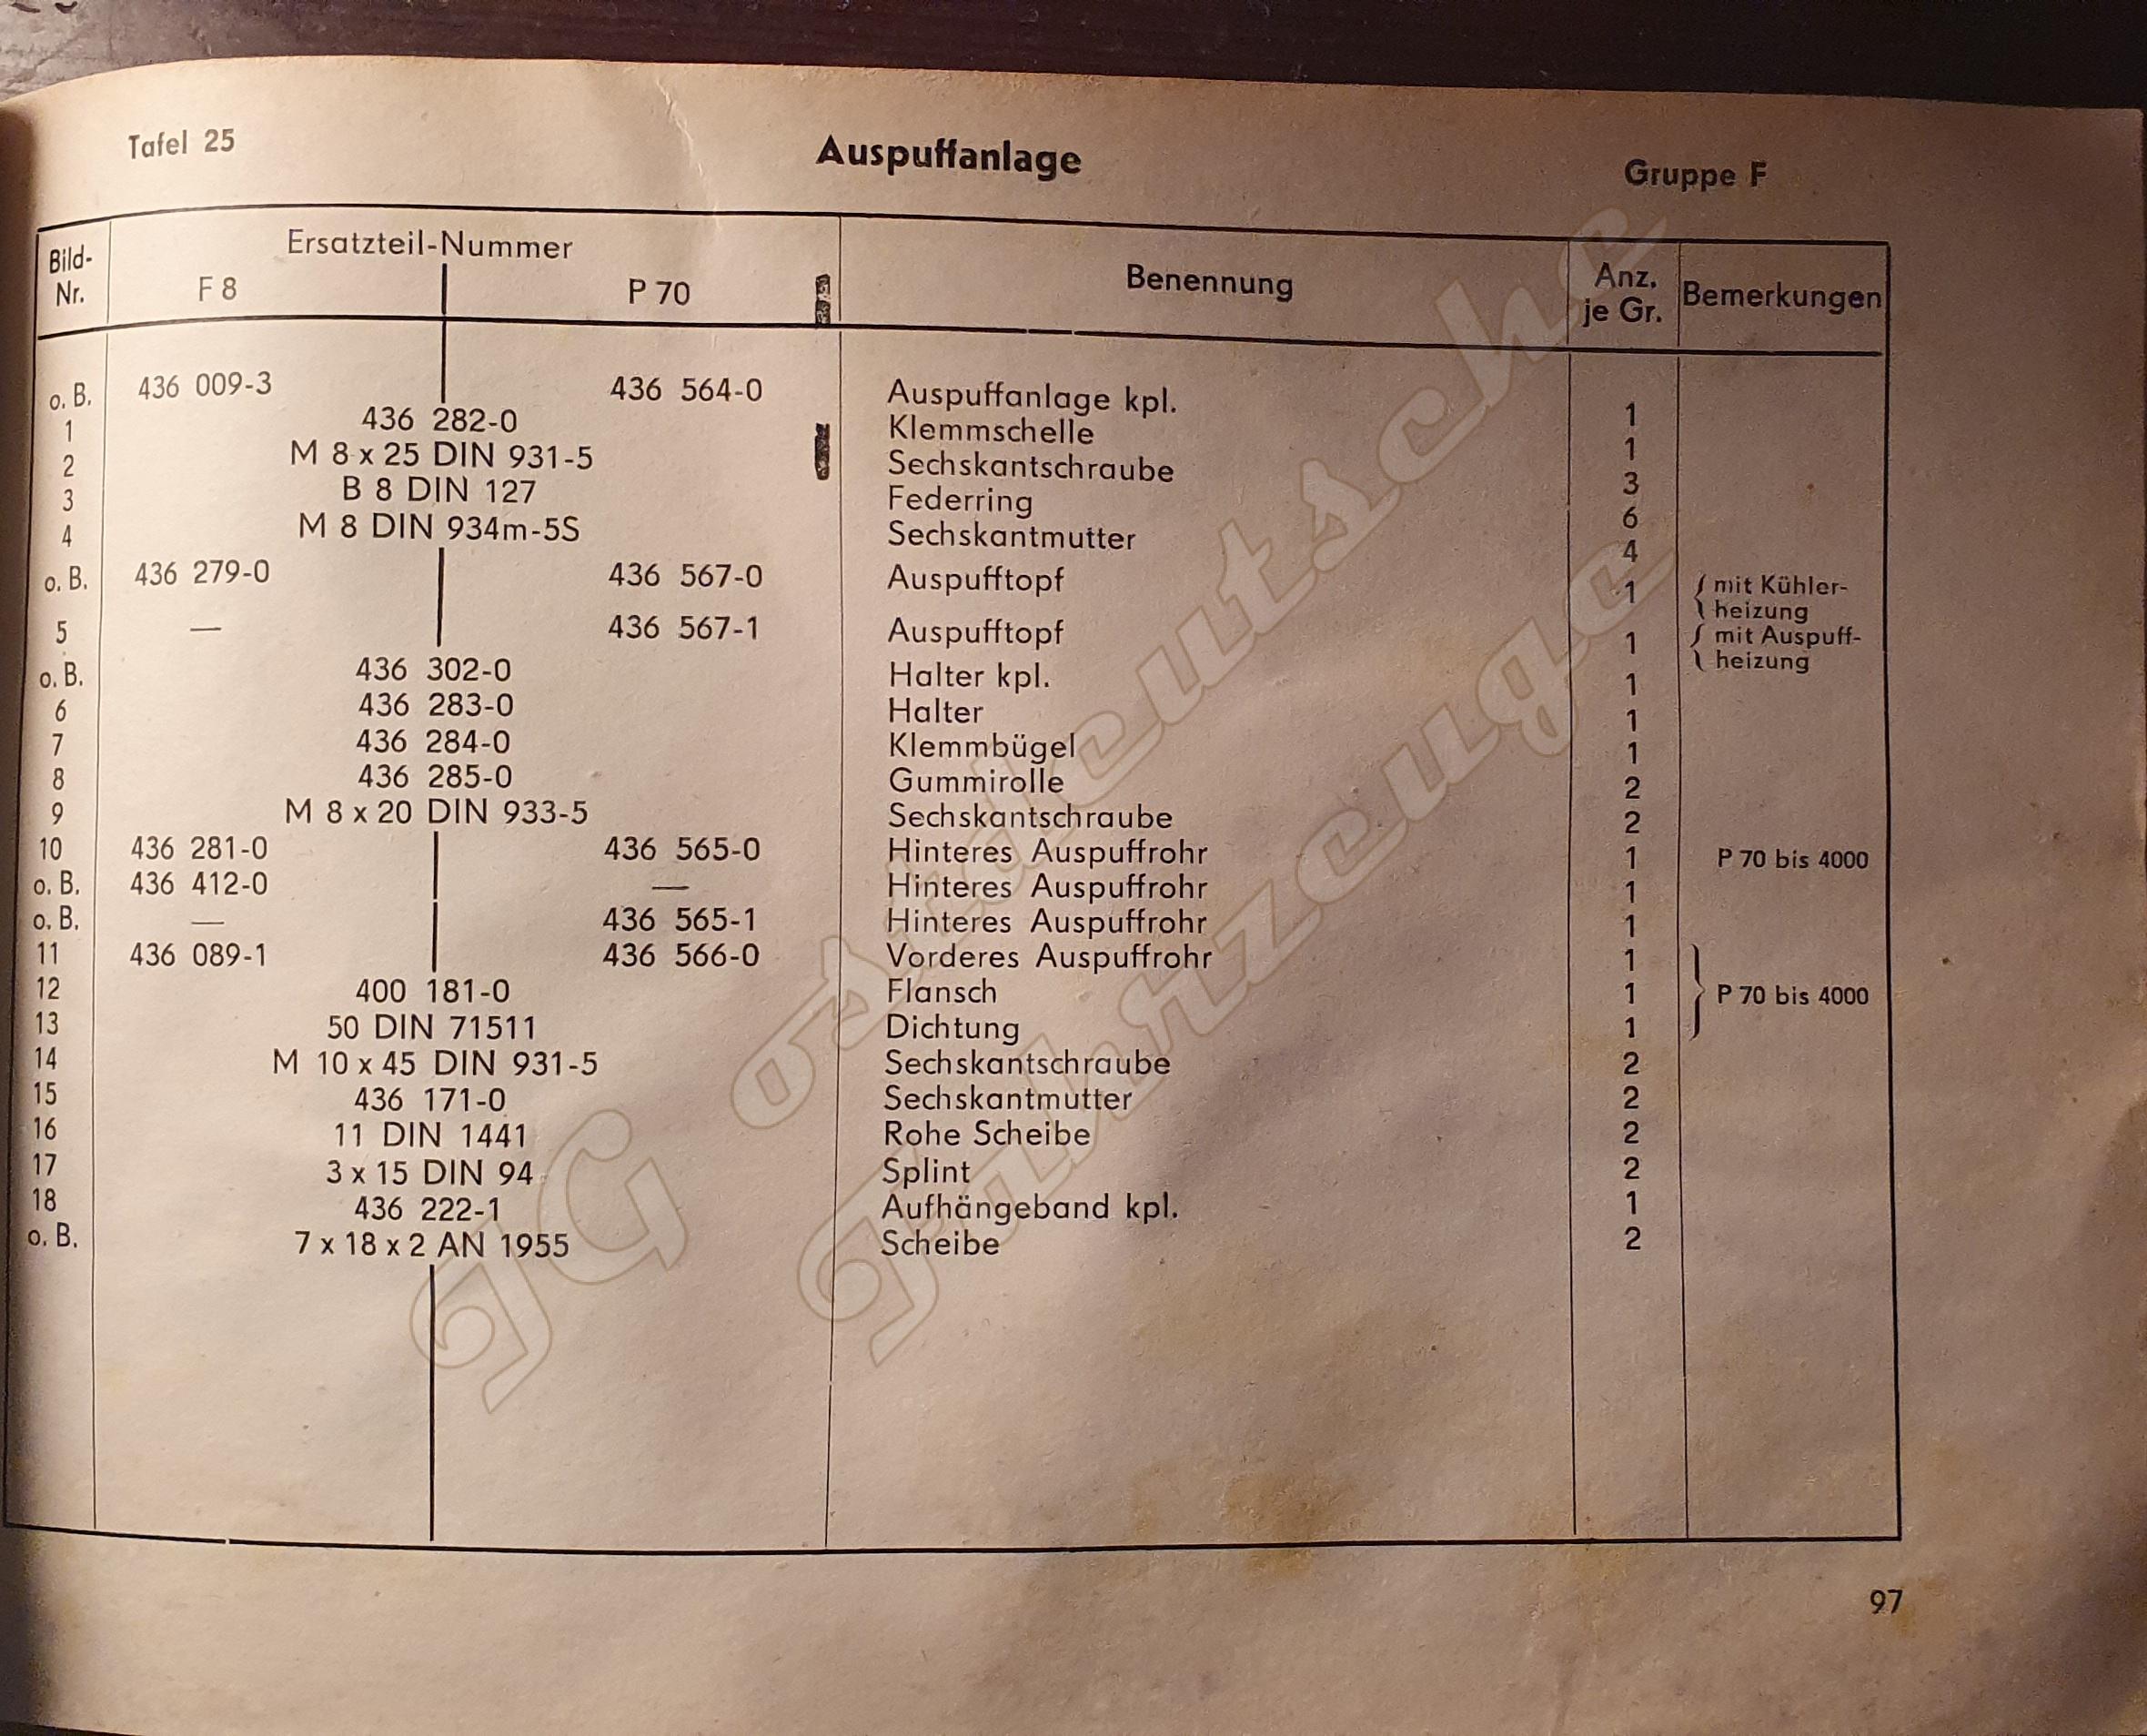 Tafel 25 Auspuffanlage Gruppe F
Bild-Nr. Ersatzteil-Nummer F 8 P 70 Benennung Anz. je Gr. Bemerkungen
o. B. 436 009-3 436 564-0 Auspuffanlage kpl. 1
1 436 282-0 Klemmschelle 1
2 M 8 x 25 DIN 931-5 Sechskantschraube 3
3 B 8 DIN 127 Federring 6
4 M 8 DIN 934m-5S Sechskantmutter 4
o. B. 436 279-0 436 567-0 Auspufftopf 1 { mit Kühler-heizung
5 — 436 567-1 Auspufftopf 1 { mit Auspuff-heizung
o. B. 436 302-0 Halter kpl. 1
6 436 283-0 Halter 1
7 436 284-0 Klemmbügel 1
8 436 285-0 Gummirolle 2
9 M 8 x 20 DIN 933-5 Sechskantschraube 2
10 436 281-0 436 565-0 Hinteres Auspuffrohr 1 P 70 bis 4000
o. B. 436 412-0 — Hinteres Auspuffrohr 1
o. B. — 436 565-1 Hinteres Auspuffrohr 1
11 436 089-1 436 566-0 Vorderes Auspuffrohr 1
12 400 181-0 Flansch 1 } P 70 bis 4000
13 50 DIN 71511 Dichtung 1
14 M 10 x 45 DIN 931-5 Sechskantschraube 2
15 436 171-0 Sechskantmutter 2
16 11 DIN 1441 Rohe Scheibe 2
17 3 x 15 DIN 94 Splint 2
18 436 222-1 Aufhängeband kpl. 1
o. B. 7 x 18 x 2 AN 1955 Scheibe 2
97
IG ostdeutsche
Fahrzeuge